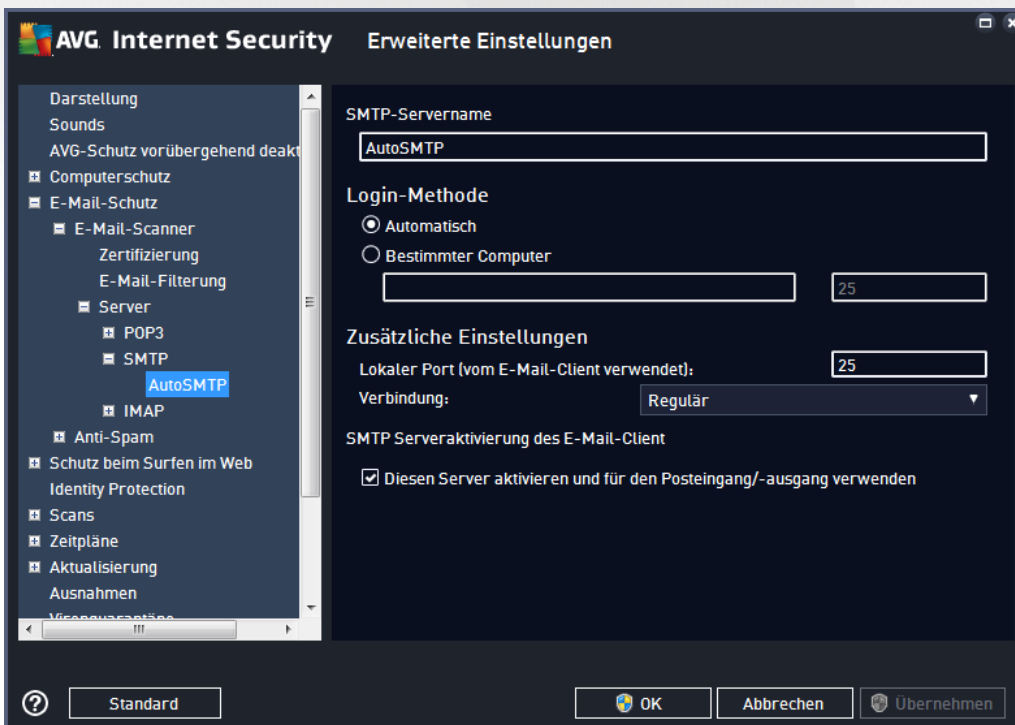 AVG. Internet Security Erweiterte Einstellungen
Darstellung
Sounds
AVG-Schutz vorübergehend deakt
Computerschutz
E-Mail-Schutz
E-Mail-Scanner
Zertifizierung
E-Mail-Filterung
Server
POP3
SMTP
AutoSMTP
IMAP
Anti-Spam
Schutz beim Surfen im Web
Identity Protection
Scans
Zeitpläne
Aktualisierung
Ausnahmen
Virenquarantäne
SMTP-Servername
AutoSMTP
Login-Methode
Automatisch
Bestimmter Computer
25
Zusätzliche Einstellungen
Lokaler Port (vom E-Mail-Client verwendet): 25
Verbindung: Regulär
SMTP Serveraktivierung des E-Mail-Client
Diesen Server aktivieren und für den Posteingang/-ausgang verwenden
? Standard OK Abbrechen Übernehmen